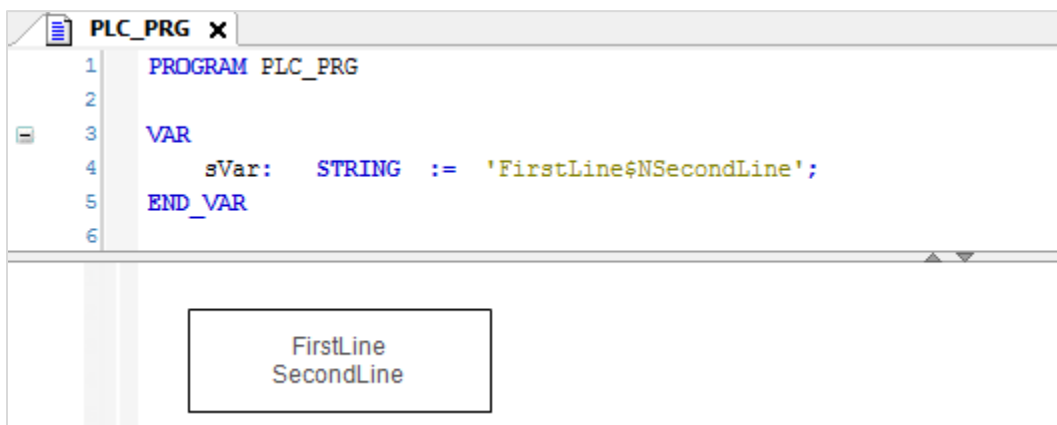 PLC_PRG
1 PROGRAM PLC_PRG
2
3 VAR
4 sVar: STRING := 'FirstLine$NSecondLine';
5 END_VAR
6
FirstLine
SecondLine